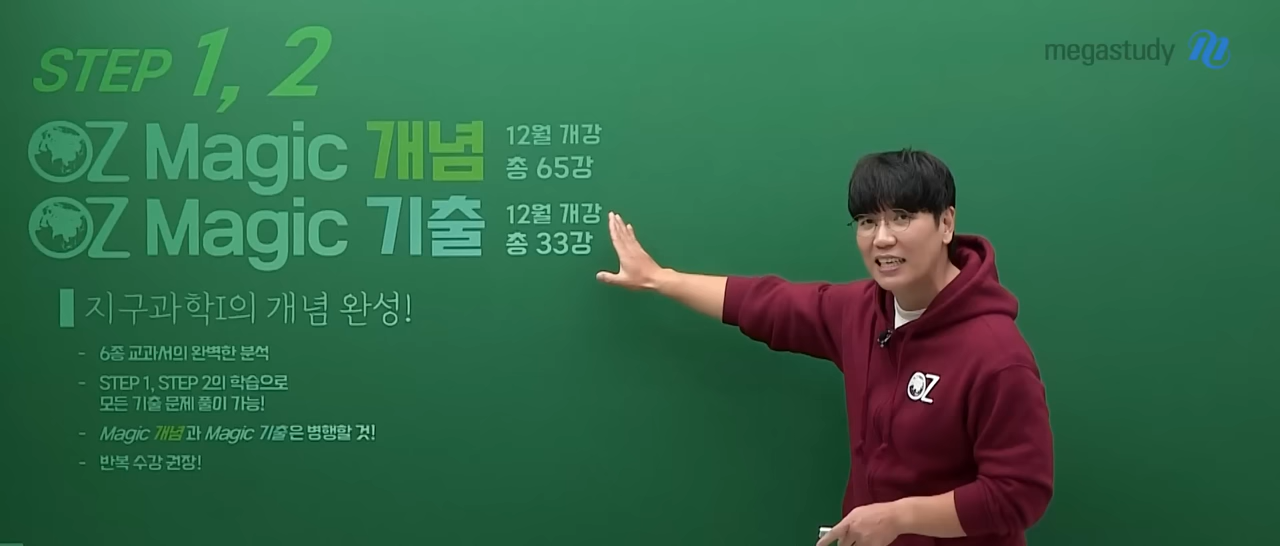 STEP 1, 2
megastudy
OZ Magic 개념 12월 개강
총 65강
OZ Magic 기출 12월 개강
총 33강
지구과학I의 개념 완성!
- 6종 교과서의 완벽한 분석
- STEP 1, STEP 2의 학습으로
모든 기출 문제 풀이 가능!
- Magic 개념과 Magic 기출은 병행할 것!
- 반복 수강 권장!
OZ